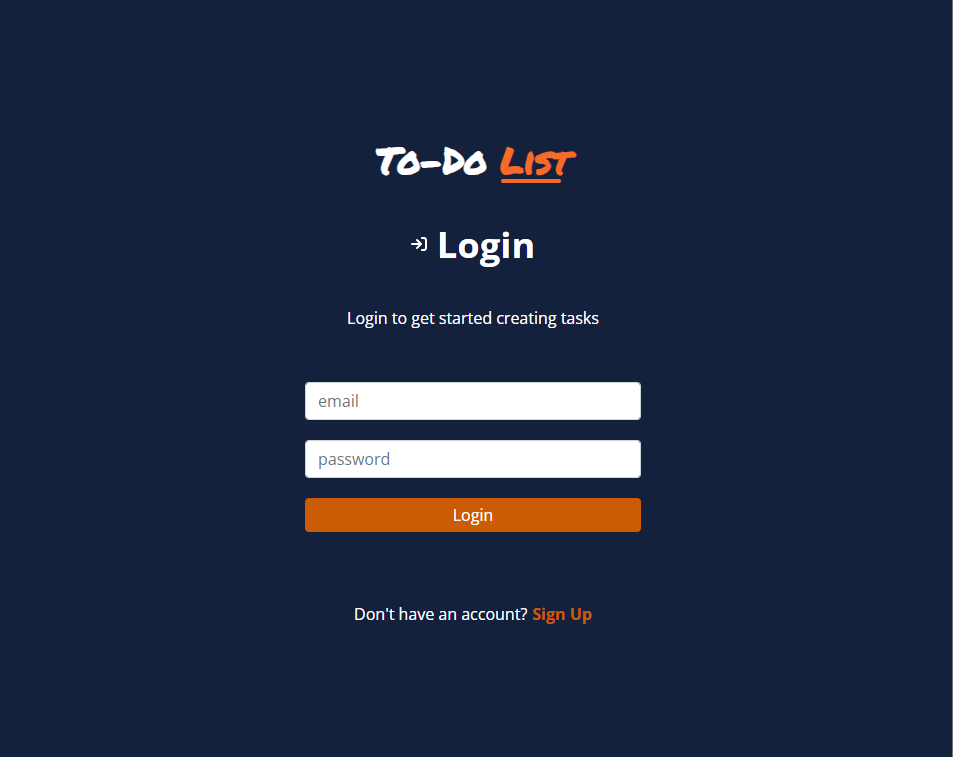 To-Do List
Login
Login to get started creating tasks
email
password
Login
Don't have an account? Sign Up